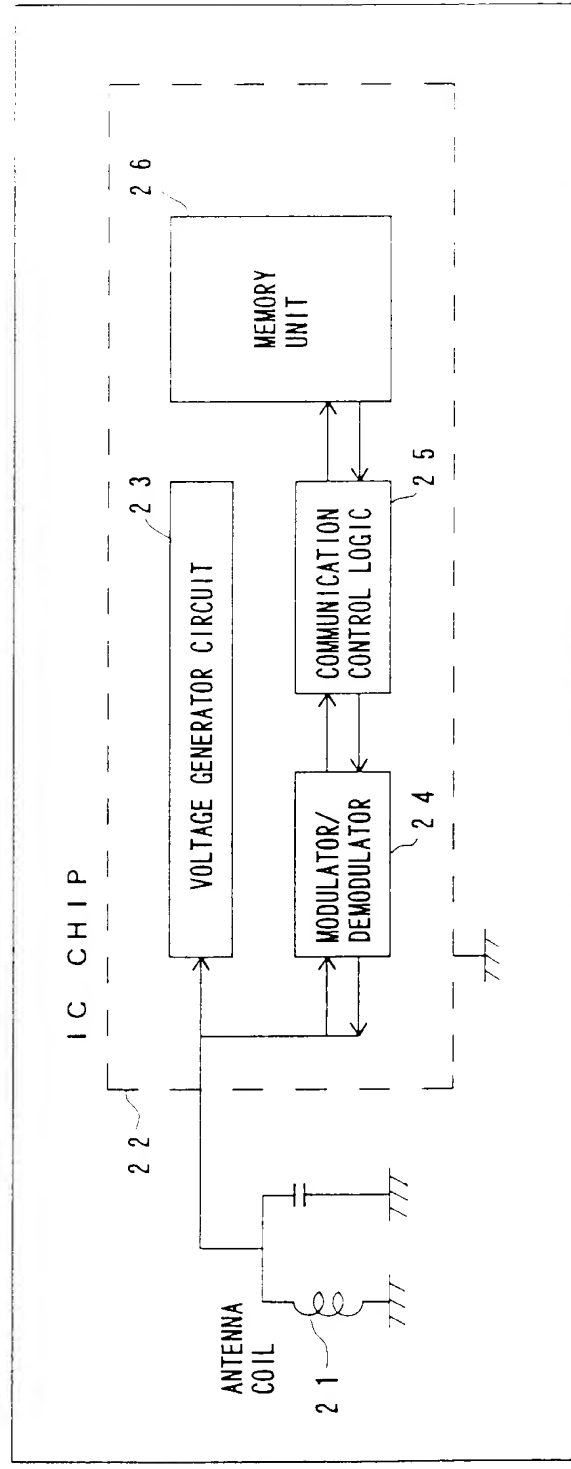 IC CHIP
22
VOLTAGE GENERATOR CIRCUIT
23
MEMORY
UNIT
26
ANTENNA
COIL
21
MODULATOR/
DEMODULATOR
24
COMMUNICATION
CONTROL LOGIC
25